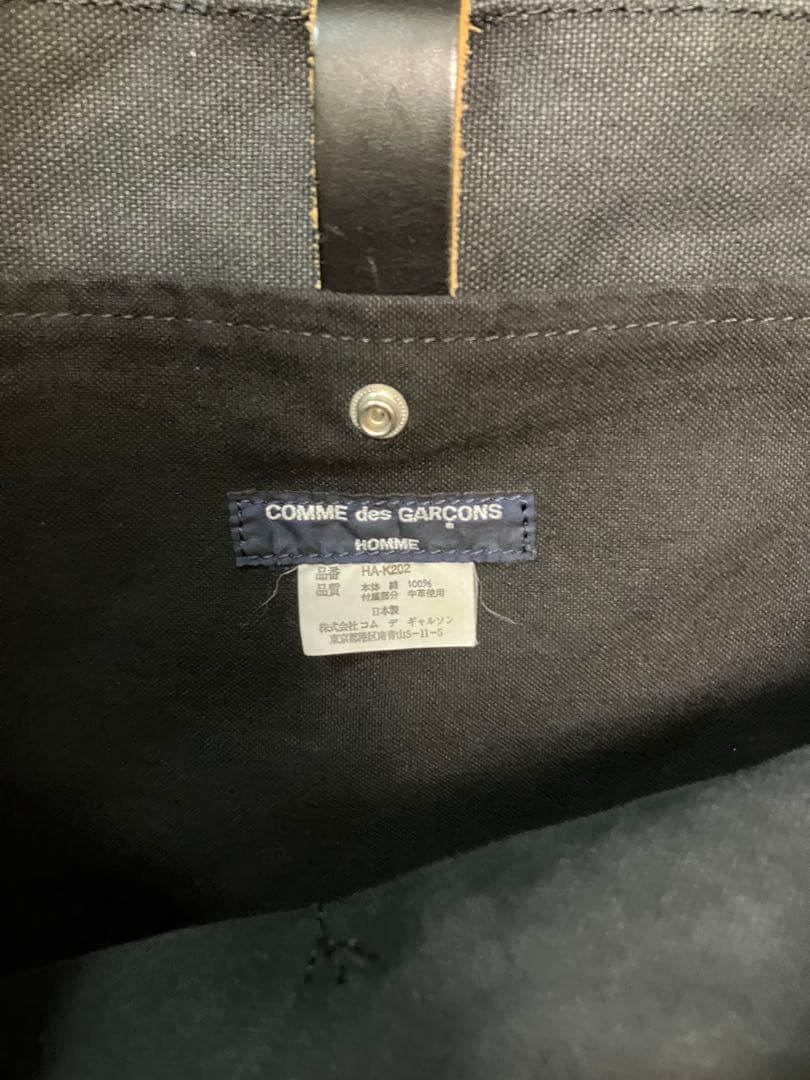 COMME des GARÇONS
HOMME
品番 HA-K202
品質 本体 綿 100%
付属部分 牛革使用
日本製
株式会社 コム デ ギャルソン
東京都港区南青山5-11-5